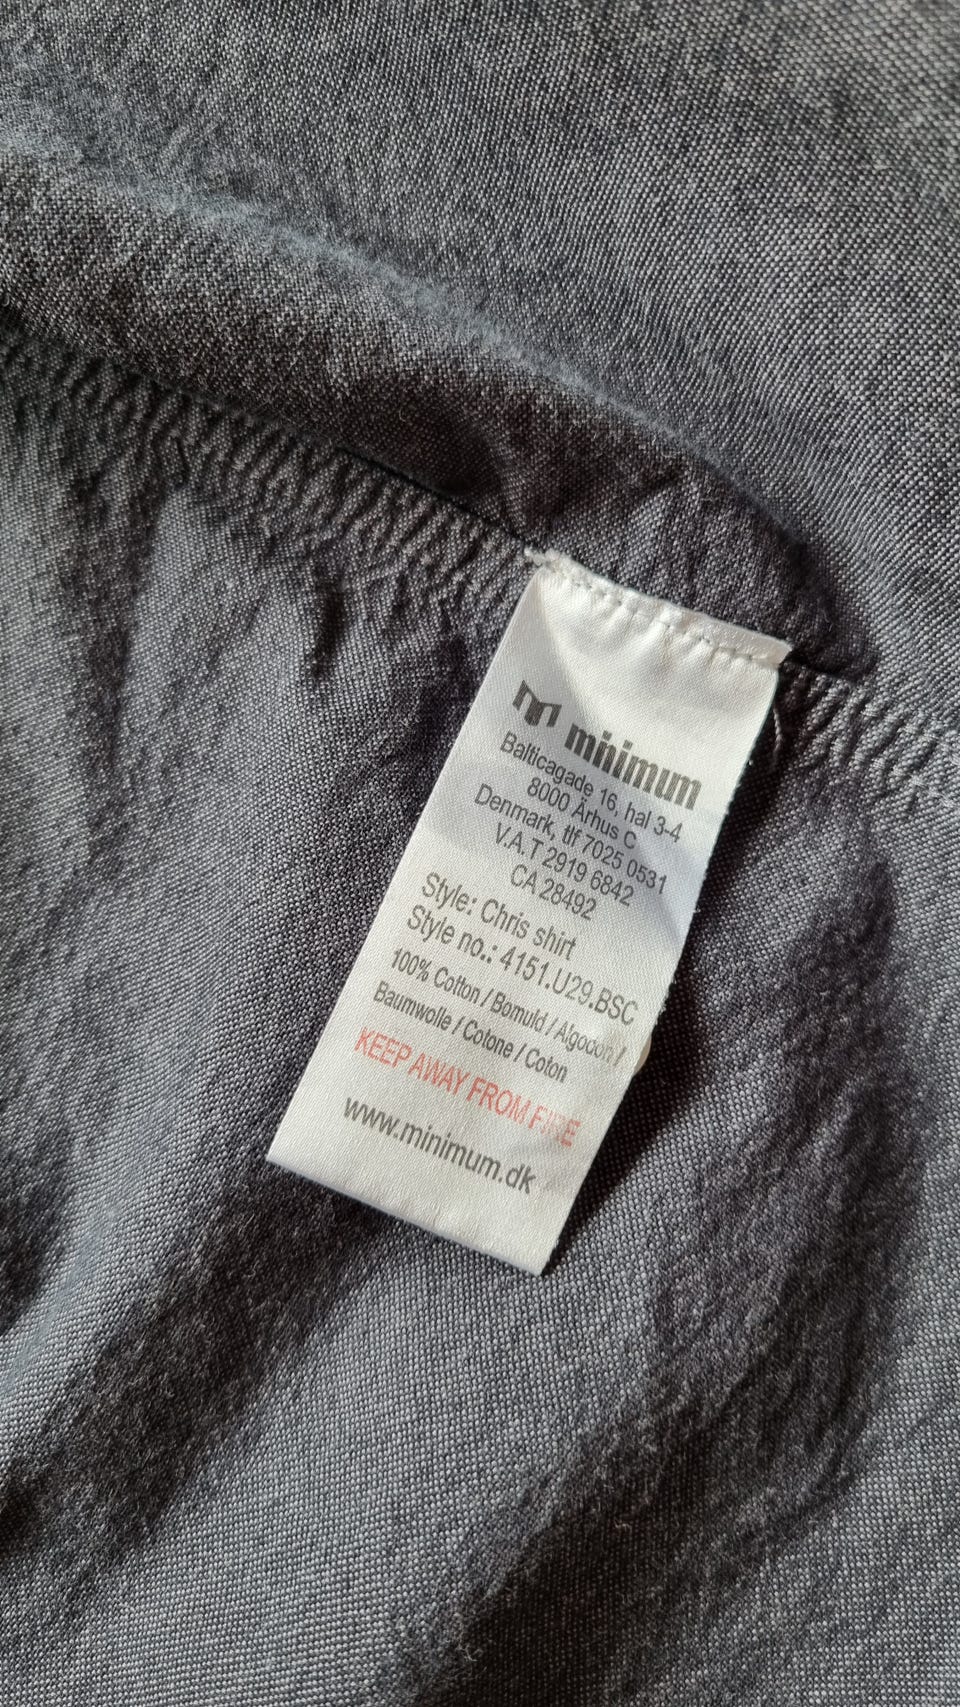 minimum
Balticagade 16, hal 3-4
8000 Århus C
Denmark, tlf 7025 0531
V.A.T 2919 6842
CA 28492
Style: Chris shirt
Style no.: 4151.U29.BSC
100% Cotton / Bomuld / Algodon /
Baumwolle / Cotone / Coton
KEEP AWAY FROM FIRE
www.minimum.dk